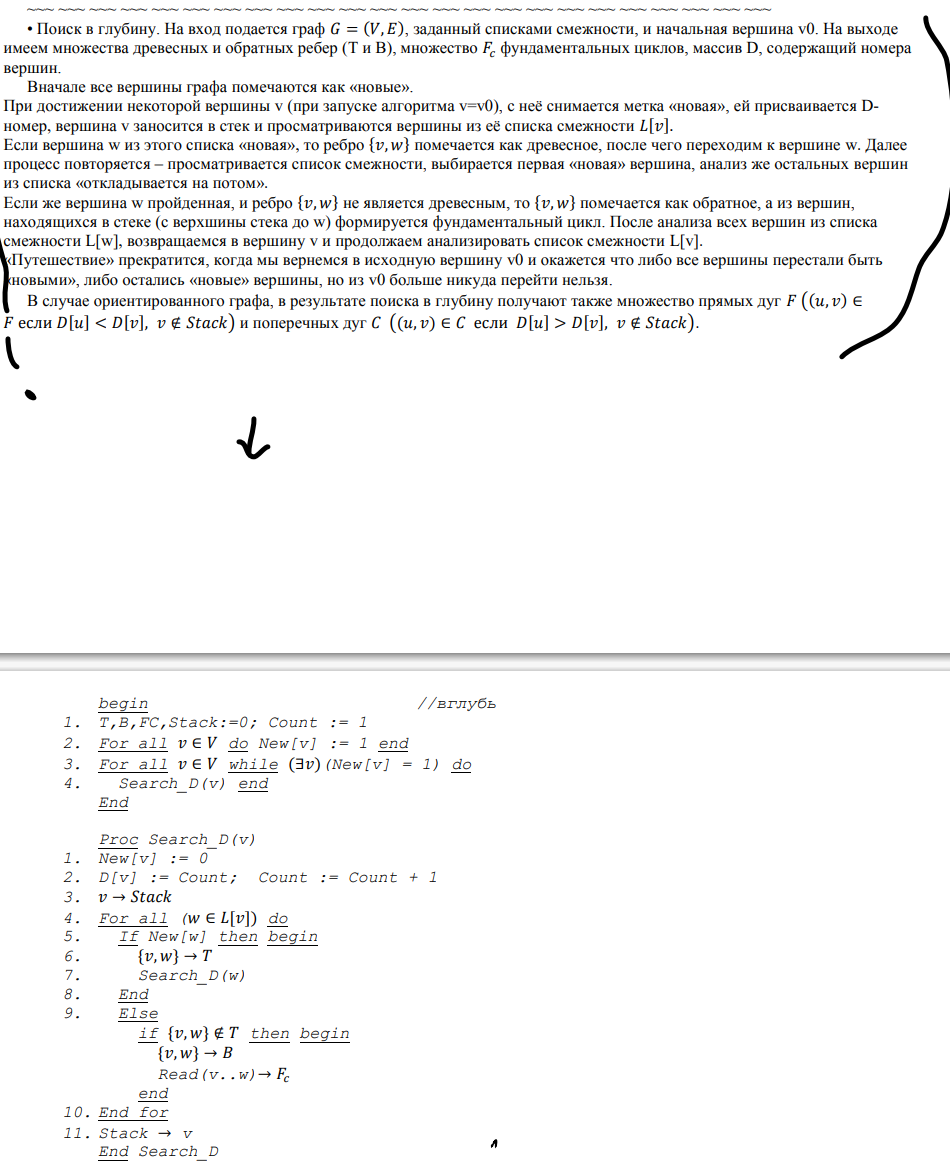 • Поиск в глубину. На вход подается граф G = (V, E), заданный списками смежности, и начальная вершина v0. На выходе
имеем множества древесных и обратных ребер (Т и В), множество F_c фундаментальных циклов, массив D, содержащий номера
вершин.
Вначале все вершины графа помечаются как «новые».
При достижении некоторой вершины v (при запуске алгоритма v=v0), с неё снимается метка «новая», ей присваивается D-
номер, вершина v заносится в стек и просматриваются вершины из её списка смежности L[v].
Если вершина w из этого списка «новая», то ребро {v, w} помечается как древесное, после чего переходим к вершине w. Далее
процесс повторяется – просматривается список смежности, выбирается первая «новая» вершина, анализ же остальных вершин
из списка «откладывается на потом».
Если же вершина w пройденная, и ребро {v, w} не является древесным, то {v, w} помечается как обратное, а из вершин,
находящихся в стеке (с верхшины стека до w) формируется фундаментальный цикл. После анализа всех вершин из списка
смежности L[w], возвращаемся в вершину v и продолжаем анализировать список смежности L[v].
«Путешествие» прекратится, когда мы вернемся в исходную вершину v0 и окажется что либо все вершины перестали быть
«новыми», либо остались «новые» вершины, но из v0 больше никуда перейти нельзя.
В случае ориентированного графа, в результате поиска в глубину получают также множество прямых дуг F ((u, v) ∈
F если D[u] < D[v], v ∉ Stack) и поперечных дуг C ((u, v) ∈ C если D[u] > D[v], v ∉ Stack).
begin //вглубь
1. T,B,FC,Stack:=0; Count := 1
2. For all v ∈ V do New[v] := 1 end
3. For all v ∈ V while (∃v)(New[v] = 1) do
4. Search_D(v) end
End
Proc Search_D(v)
1. New[v] := 0
2. D[v] := Count; Count := Count + 1
3. v → Stack
4. For all (w ∈ L[v]) do
5. If New[w] then begin
6. {v, w} → T
7. Search_D(w)
8. End
9. Else
if {v, w} ∉ T then begin
{v, w} → B
Read(v..w)→ F_c
end
10. End for
11. Stack → v
End Search_D